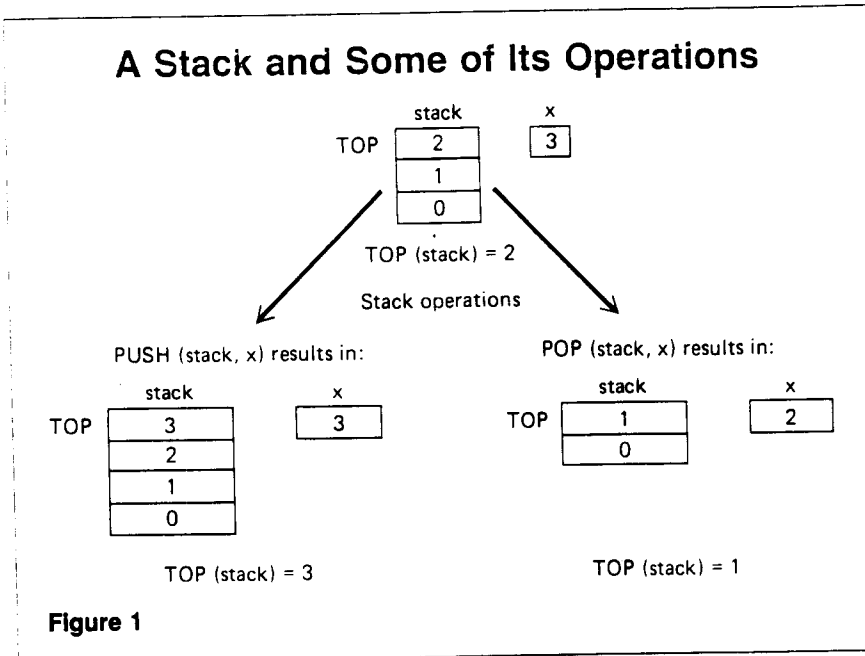 A Stack and Some of Its Operations
stack x
TOP 2 3
1
0
TOP (stack) = 2
Stack operations
PUSH (stack, x) results in:
stack x
TOP 3 3
2
1
0
TOP (stack) = 3
POP (stack, x) results in:
stack x
TOP 1 2
0
TOP (stack) = 1
Figure 1